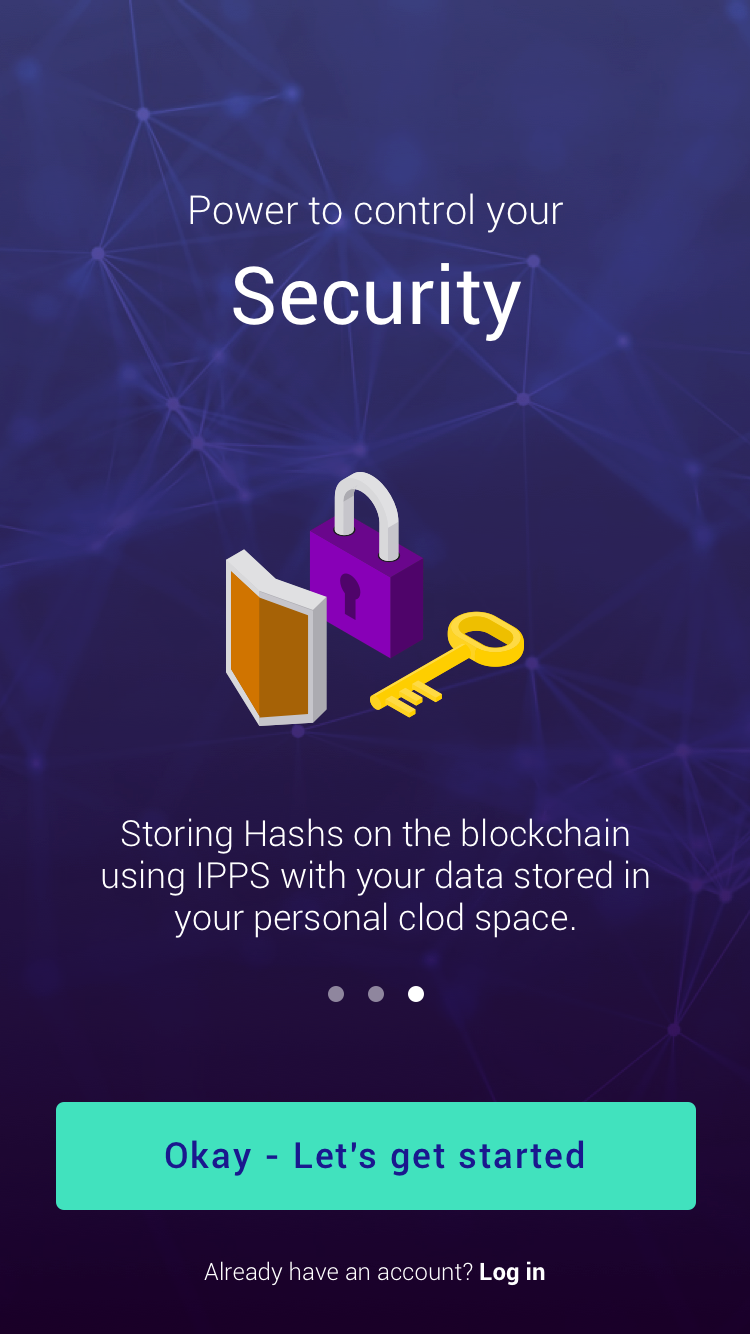 Power to control your
Security
Storing Hashs on the blockchain
using IPPS with your data stored in
your personal clod space.
Okay - Let's get started
Already have an account? Log in